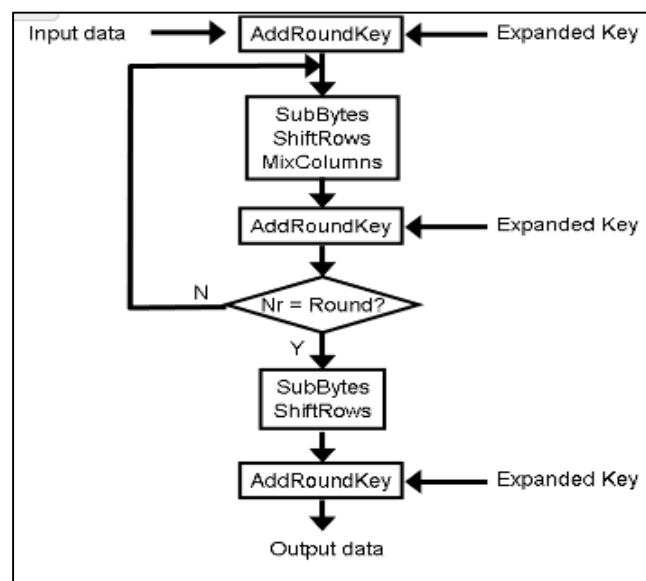 Input data
AddRoundKey
Expanded Key
SubBytes
ShiftRows
MixColumns
AddRoundKey
Expanded Key
N
Nr = Round?
Y
SubBytes
ShiftRows
AddRoundKey
Expanded Key
Output data